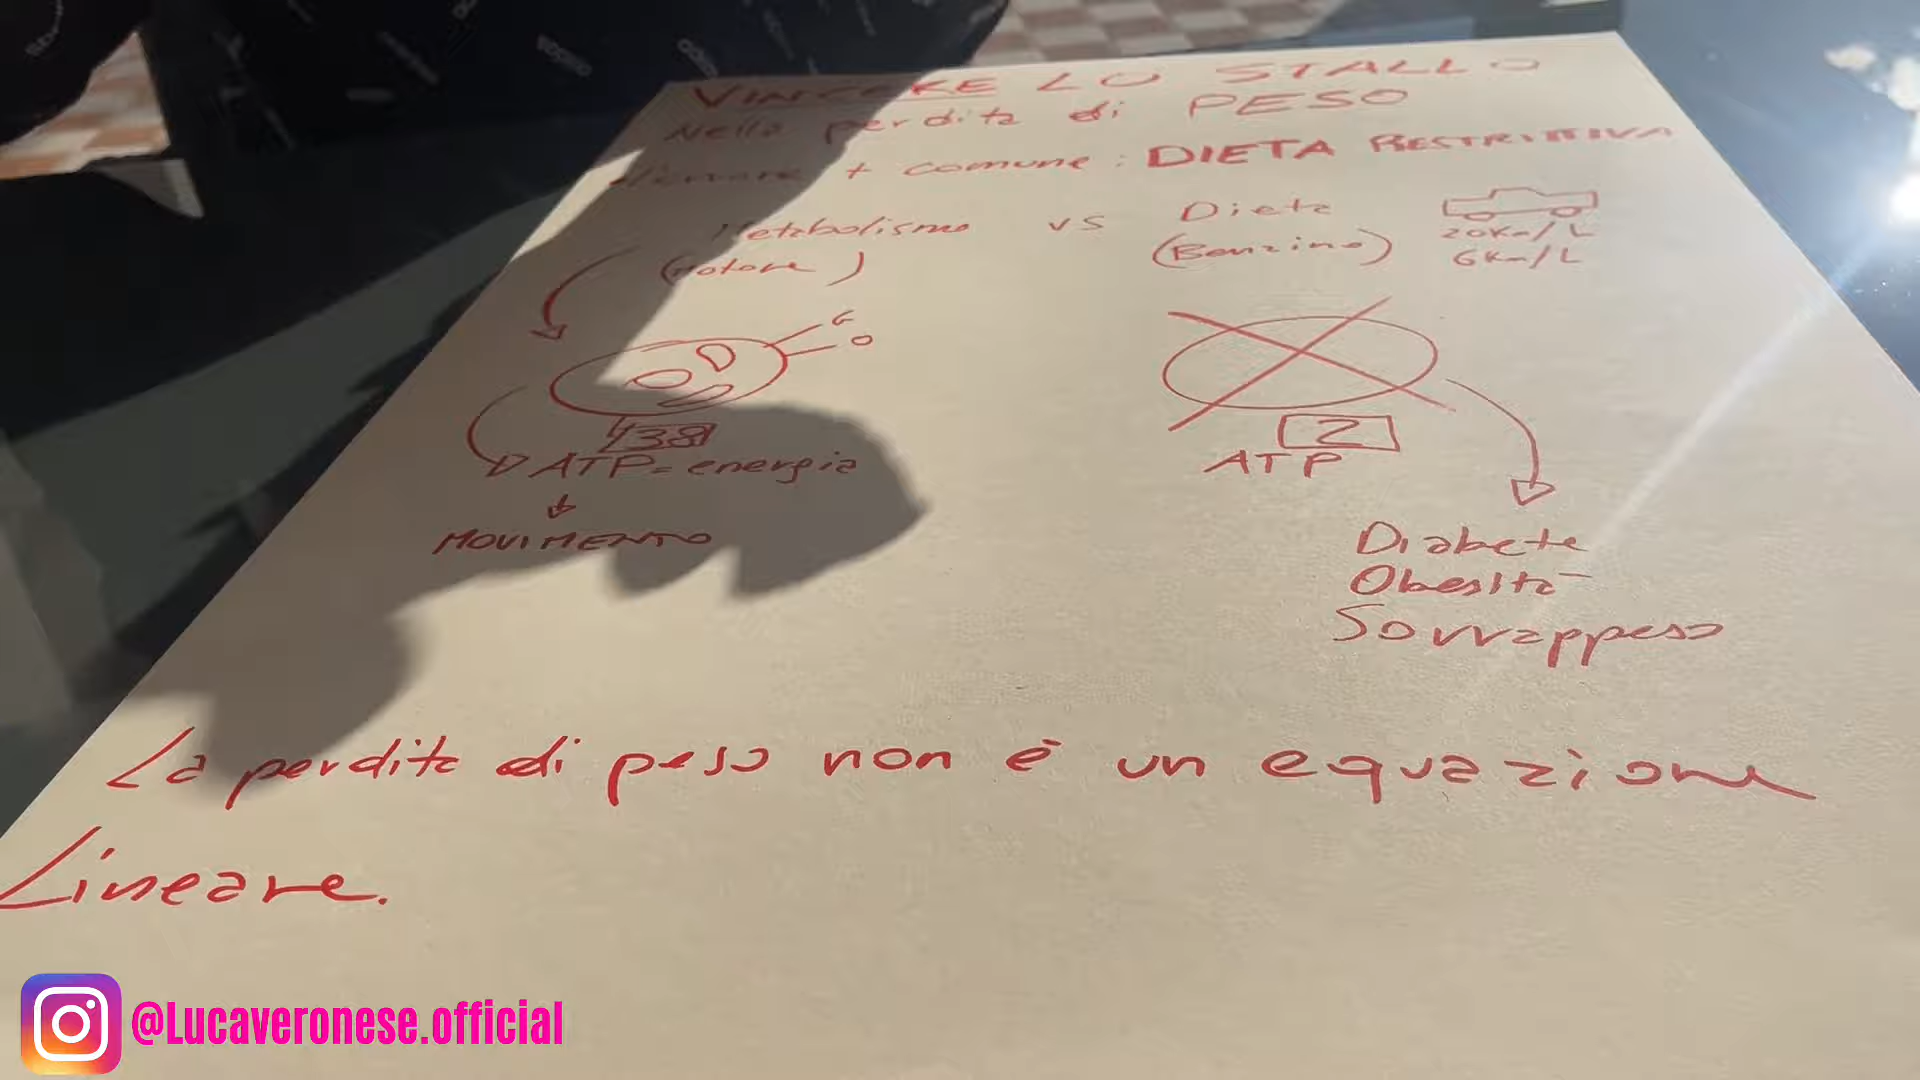 VINCERE LO STALLO
Nella perdita di PESO
L'errore + comune: DIETA RESTRITTIVA
Metabolismo vs Dieta
(Motore) (Benzina)
20Km/L
6Km/L
G
O
38
ATP = energia
MOVIMENTO
2
ATP
Diabete
Obesità
Sovrappeso
La perdita di peso non è un equazione
Lineare.
@Lucaveronese.official